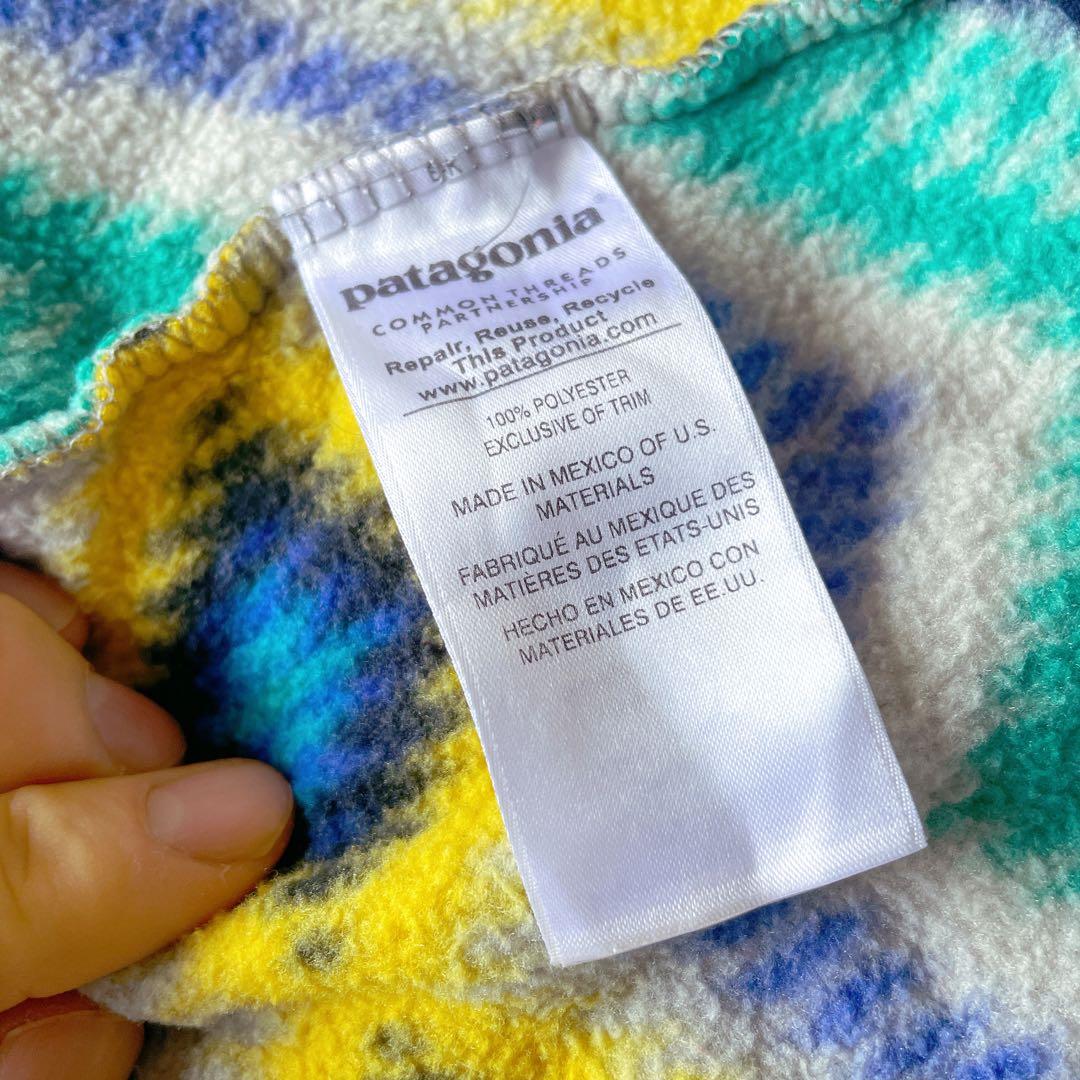 patagonia®
COMMON THREADS
PARTNERSHIP
Repair, Reuse, Recycle
This Product
www.patagonia.com
100% POLYESTER
EXCLUSIVE OF TRIM
MADE IN MEXICO OF U.S.
MATERIALS
FABRIQUÉ AU MEXIQUE DES
MATIÈRES DES ETATS-UNIS
HECHO EN MEXICO CON
MATERIALES DE EE.UU.